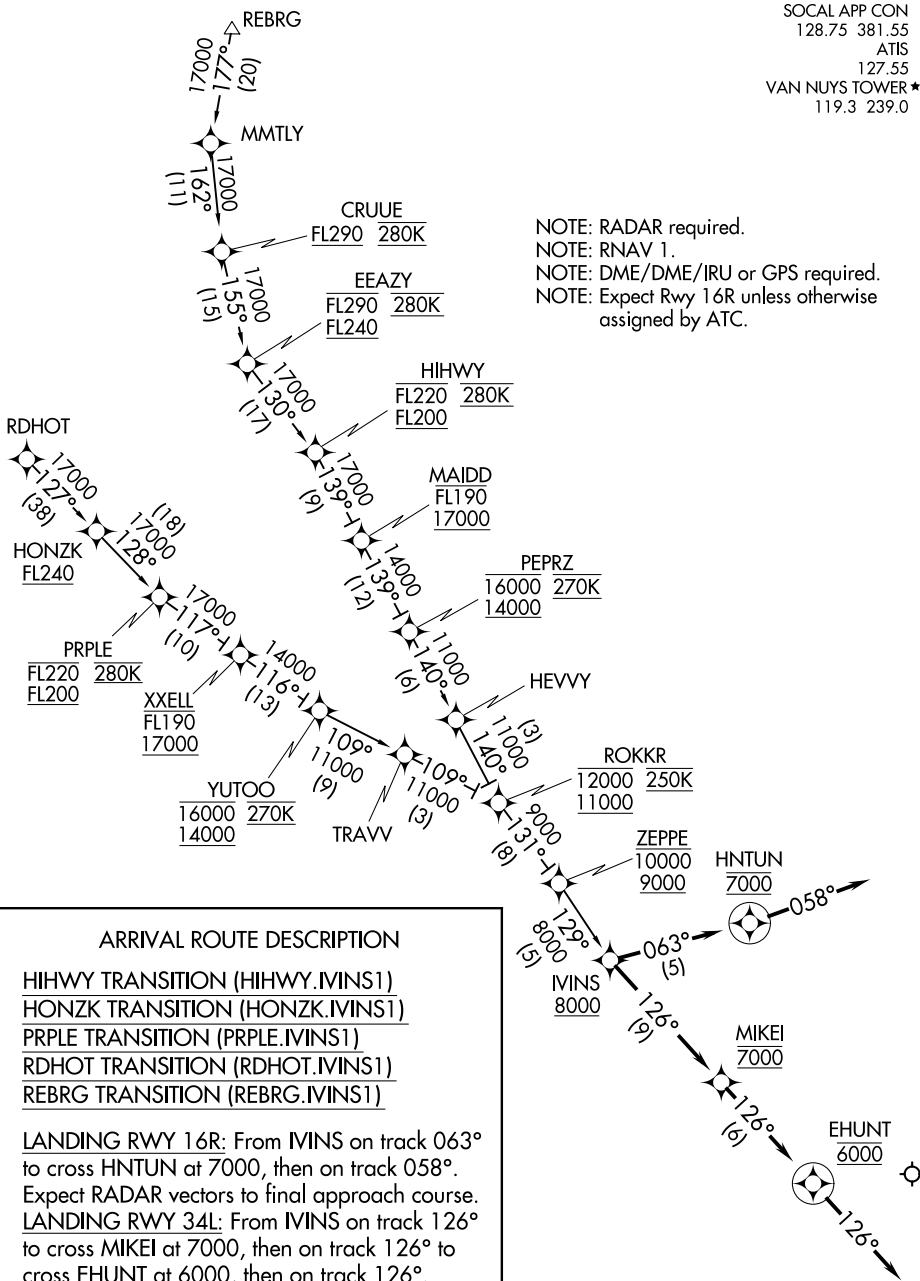 SOCAL APP CON
128.75 381.55
ATIS
127.55
VAN NUYS TOWER★
119.3 239.0
REBRG
17000
177°
(20)
MMTLY
17000
162°
(11)
CRUUE
FL290 280K
17000
155°
(15)
EEAZY
FL290 280K
FL240
NOTE: RADAR required.
NOTE: RNAV 1.
NOTE: DME/DME/IRU or GPS required.
NOTE: Expect Rwy 16R unless otherwise
assigned by ATC.
17000
130°
(17)
HIHWY
FL220 280K
FL200
RDHOT
17000
127°
(38)
17000
139°
(9)
MAIDD
FL190
17000
HONZK
FL240
(18)
17000
128°
14000
139°
(12)
PEPRZ
16000 270K
14000
PRPLE
FL220 280K
FL200
17000
117°
(10)
11000
140°
(6)
XXELL
FL190
17000
14000
116°
(13)
HEVVY
(3)
11000
140°
YUTOO
16000 270K
14000
109°
11000
(9)
TRAVV
109°
11000
(3)
ROKKR
12000 250K
11000
9000
131°
(8)
ZEPPE
10000
9000
HNTUN
7000
058°
129°
8000
(5)
063°
(5)
IVINS
8000
126°
(9)
MIKEI
7000
126°
(6)
EHUNT
6000
126°
ARRIVAL ROUTE DESCRIPTION
HIHWY TRANSITION (HIHWY.IVINS1)
HONZK TRANSITION (HONZK.IVINS1)
PRPLE TRANSITION (PRPLE.IVINS1)
RDHOT TRANSITION (RDHOT.IVINS1)
REBRG TRANSITION (REBRG.IVINS1)
LANDING RWY 16R: From IVINS on track 063°
to cross HNTUN at 7000, then on track 058°.
Expect RADAR vectors to final approach course.
LANDING RWY 34L: From IVINS on track 126°
to cross MIKEI at 7000, then on track 126° to
cross EHUNT at 6000, then on track 126°.